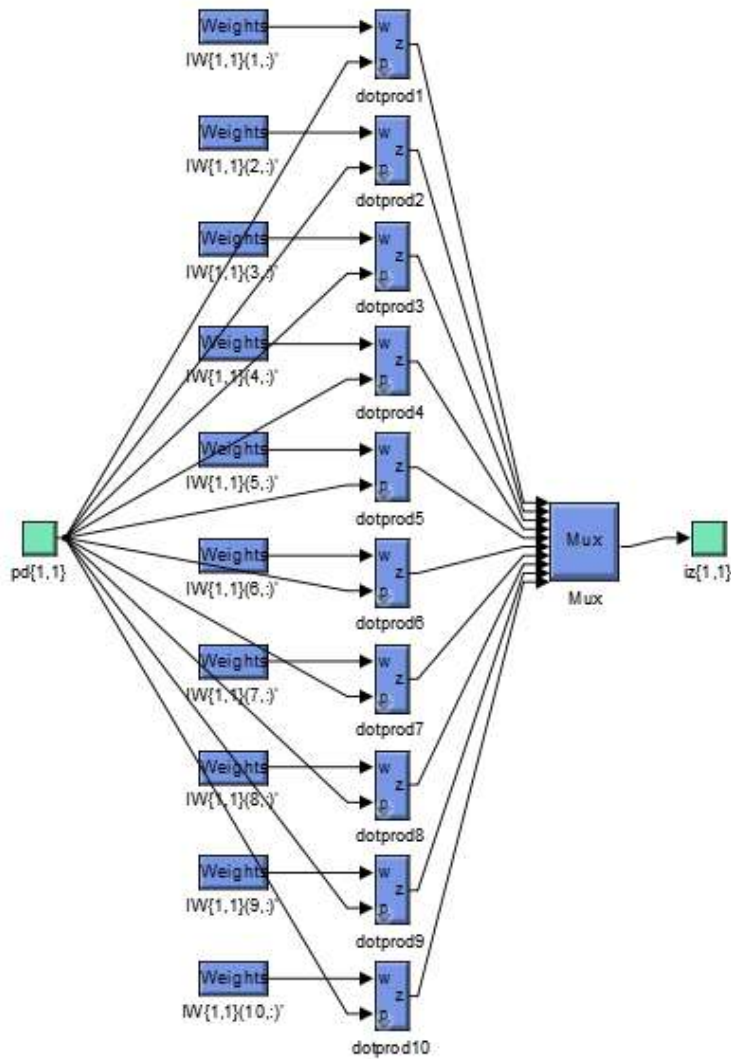 Weights
w
z
IW{1,1}(1,:)'
p
dotprod1
Weights
w
z
IW{1,1}(2,:)'
p
dotprod2
Weights
w
z
IW{1,1}(3,:)'
p
dotprod3
Weights
w
z
IW{1,1}(4,:)'
p
dotprod4
Weights
w
z
IW{1,1}(5,:)'
p
dotprod5
pd{1,1}
Mux
Mux
iz{1,1}
Weights
w
z
IW{1,1}(6,:)'
p
dotprod6
Weights
w
z
IW{1,1}(7,:)'
p
dotprod7
Weights
w
z
IW{1,1}(8,:)'
p
dotprod8
Weights
w
z
IW{1,1}(9,:)'
p
dotprod9
Weights
w
z
IW{1,1}(10,:)'
p
dotprod10